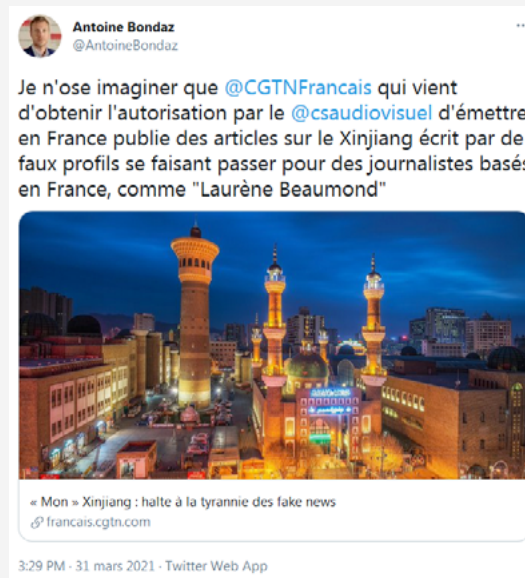 Antoine Bondaz
@AntoineBondaz
Je n'ose imaginer que @CGTNFrancais qui vient
d'obtenir l'autorisation par le @csaudiovisuel d'émettre
en France publie des articles sur le Xinjiang écrit par de
faux profils se faisant passer pour des journalistes basés
en France, comme "Laurène Beaumond"
« Mon » Xinjiang : halte à la tyrannie des fake news
francais.cgtn.com
3:29 PM · 31 mars 2021 · Twitter Web App